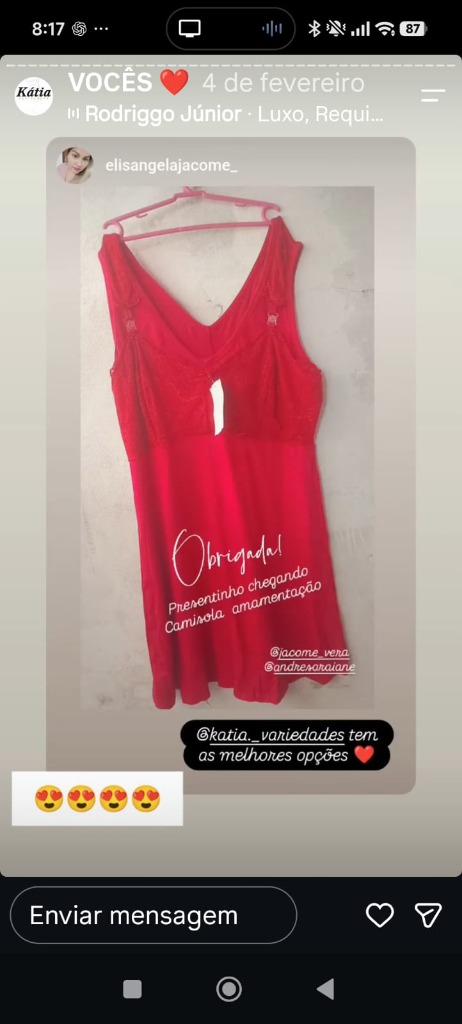 8:17
87
Kátia
VOCÊS ❤️ 4 de fevereiro
Rodriggo Júnior · Luxo, Requi...
elisangelajacome_
Obrigada!
Presentinho chegando
Camisola amamentação
@jacome_vera
@andresaraiane
@katia._variedades tem
as melhores opções ❤️
😍😍😍😍
Enviar mensagem